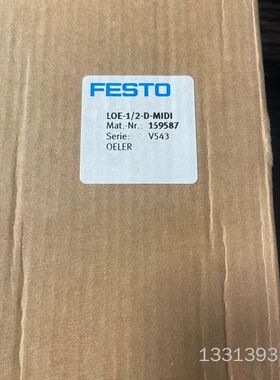 FESTO
LOE-1/2-D-MIDI
Mat.-Nr.: 159587
Serie: V543
OELER
1331393